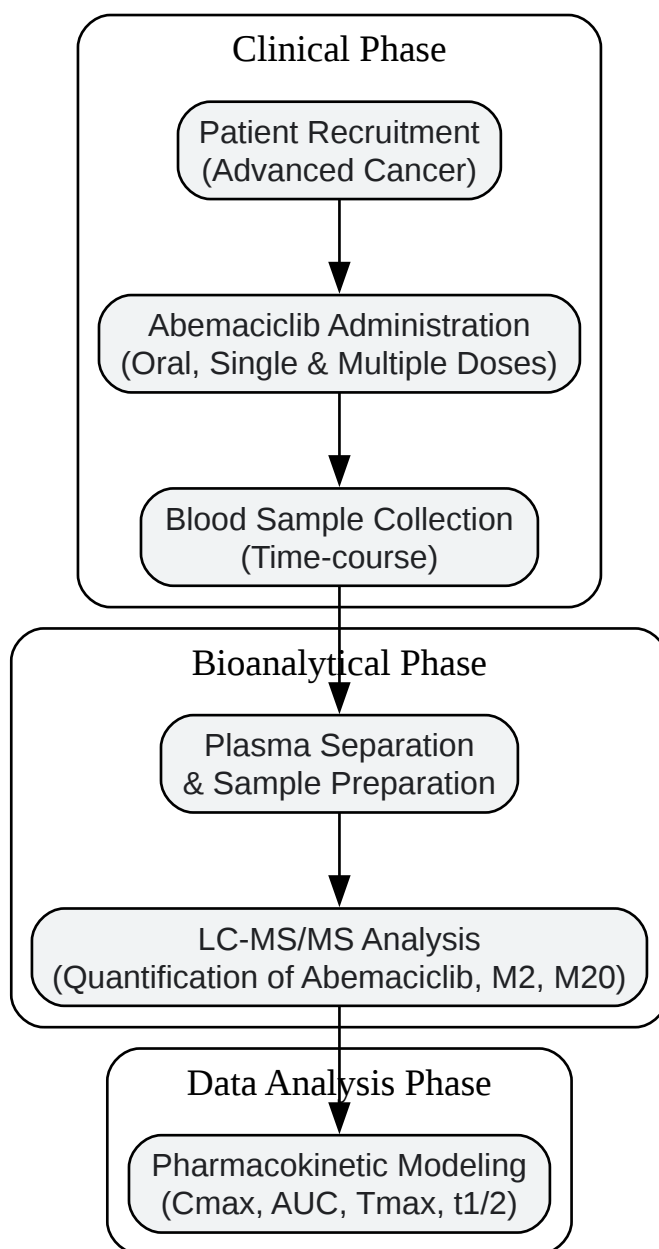 Clinical Phase
Patient Recruitment
(Advanced Cancer)
Abemaciclib Administration
(Oral, Single & Multiple Doses)
Blood Sample Collection
(Time-course)
Bioanalytical Phase
Plasma Separation
& Sample Preparation
LC-MS/MS Analysis
(Quantification of Abemaciclib, M2, M20)
Data Analysis Phase
Pharmacokinetic Modeling
(Cmax, AUC, Tmax, t1/2)